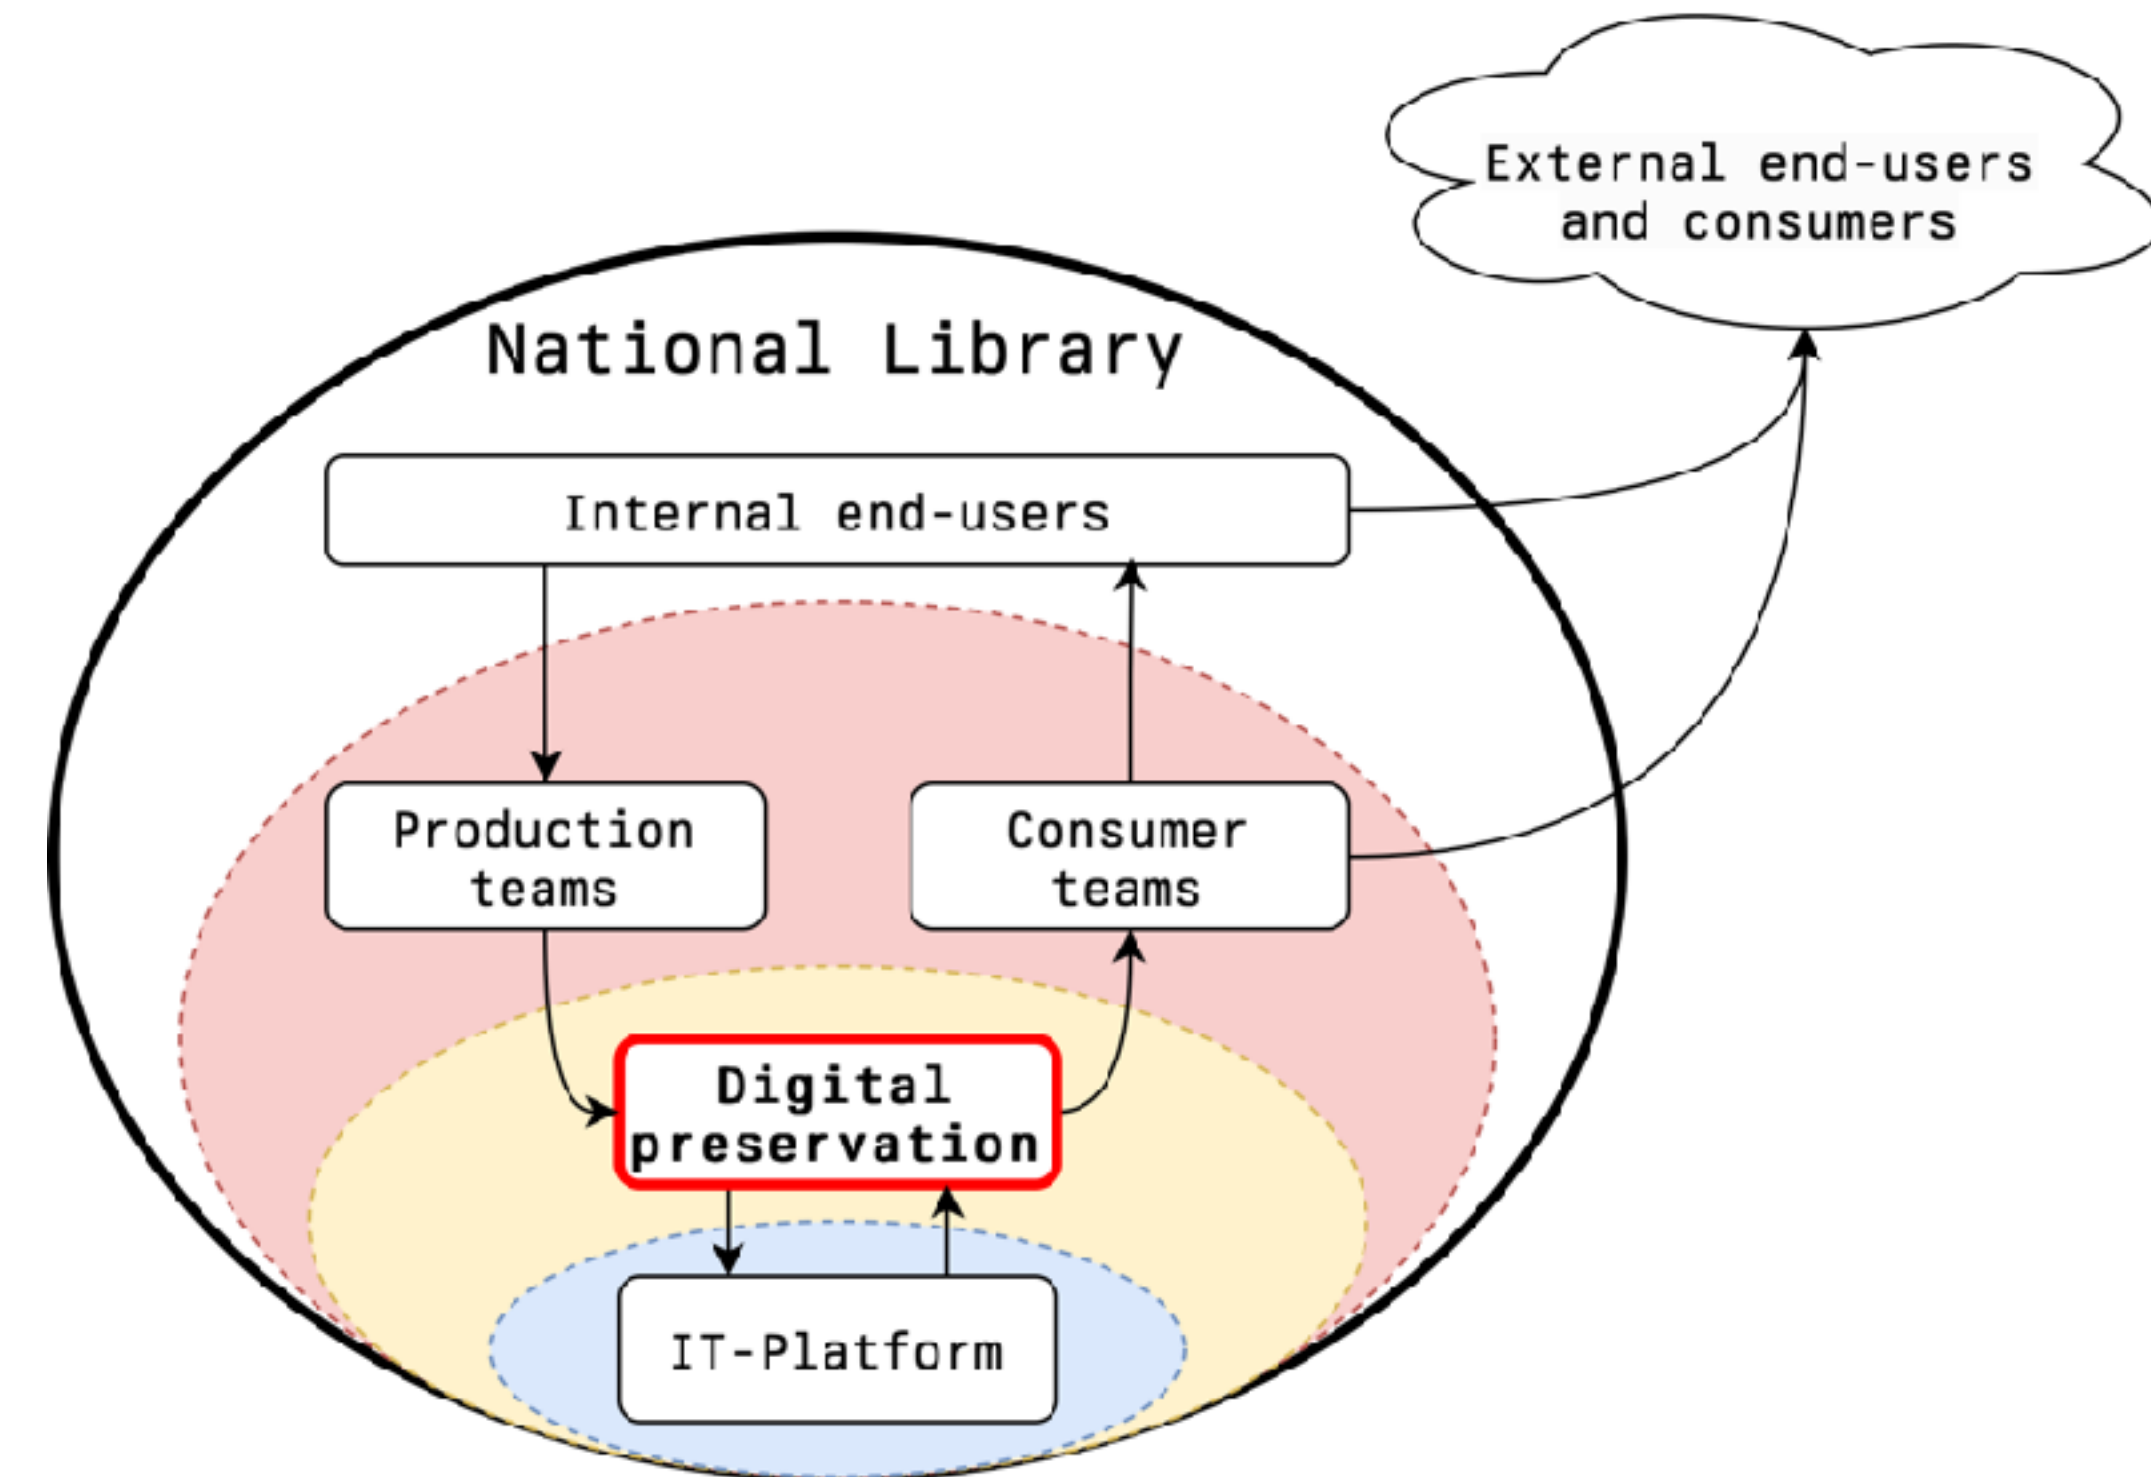 External end-users
and consumers
National Library
Internal end-users
Production
teams
Consumer
teams
Digital
preservation
IT-Platform